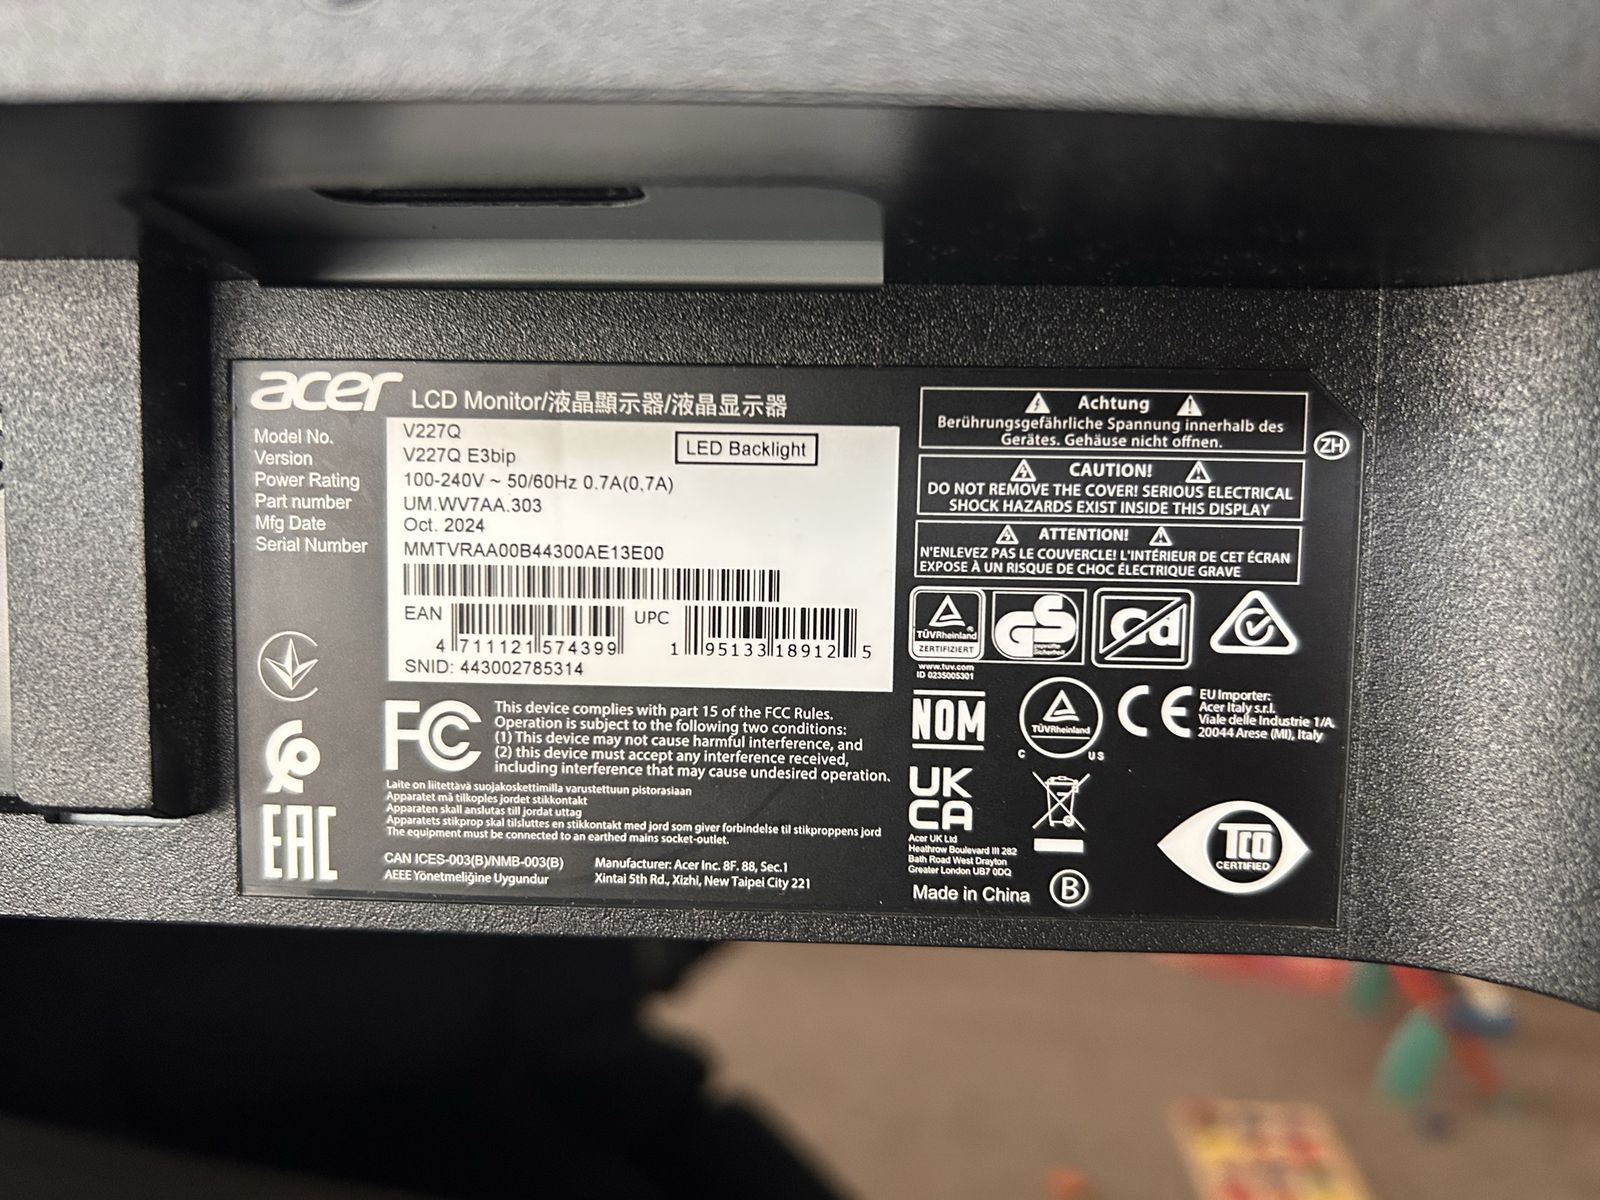 acer LCD Monitor/液晶顯示器/液晶显示器
Model No. V227Q
Version V227Q E3bip
LED Backlight
Power Rating 100-240V ~ 50/60Hz 0.7A(0,7A)
Part number UM.WV7AA.303
Mfg Date Oct. 2024
Serial Number MMTVRAA00B44300AE13E00
EAN 4 711121 574399
UPC 1 95133 18912 5
SNID: 443002785314
FC
This device complies with part 15 of the FCC Rules.
Operation is subject to the following two conditions:
(1) This device may not cause harmful interference, and
(2) this device must accept any interference received,
including interference that may cause undesired operation.
Laite on liitettävä suojakoskettimilla varustettuun pistorasiaan
Apparatet må tilkoples jordet stikkontakt
Apparaten skall anslutas till jordat uttag
Apparatets stikprop skal tilsluttes en stikkontakt med jord som giver forbindelse til stikproppens jord
The equipment must be connected to an earthed mains socket-outlet.
EAC
CAN ICES-003(B)/NMB-003(B)
AEEE Yönetmeliğine Uygundur
Manufacturer: Acer Inc. 8F. 88, Sec.1
Xintai 5th Rd., Xizhi, New Taipei City 221
Achtung
Berührungsgefährliche Spannung innerhalb des
Gerätes. Gehäuse nicht öffnen.
ZH
CAUTION!
DO NOT REMOVE THE COVER! SERIOUS ELECTRICAL
SHOCK HAZARDS EXIST INSIDE THIS DISPLAY
ATTENTION!
N'ENLEVEZ PAS LE COUVERCLE! L'INTÉRIEUR DE CET ÉCRAN
EXPOSE À UN RISQUE DE CHOC ÉLECTRIQUE GRAVE
TÜVRheinland
ZERTIFIZIERT
www.tuv.com
ID 0235005301
GS
geprüfte
Sicherheit
Cd
NOM
TÜVRheinland
C US
CE
EU Importer:
Acer Italy s.r.l.
Viale delle Industrie 1/A
20044 Arese (MI), Italy
UK
CA
Acer UK Ltd
Heathrow Boulevard III 282
Bath Road West Drayton
Greater London UB7 0DQ
Made in China
B
TCO
CERTIFIED